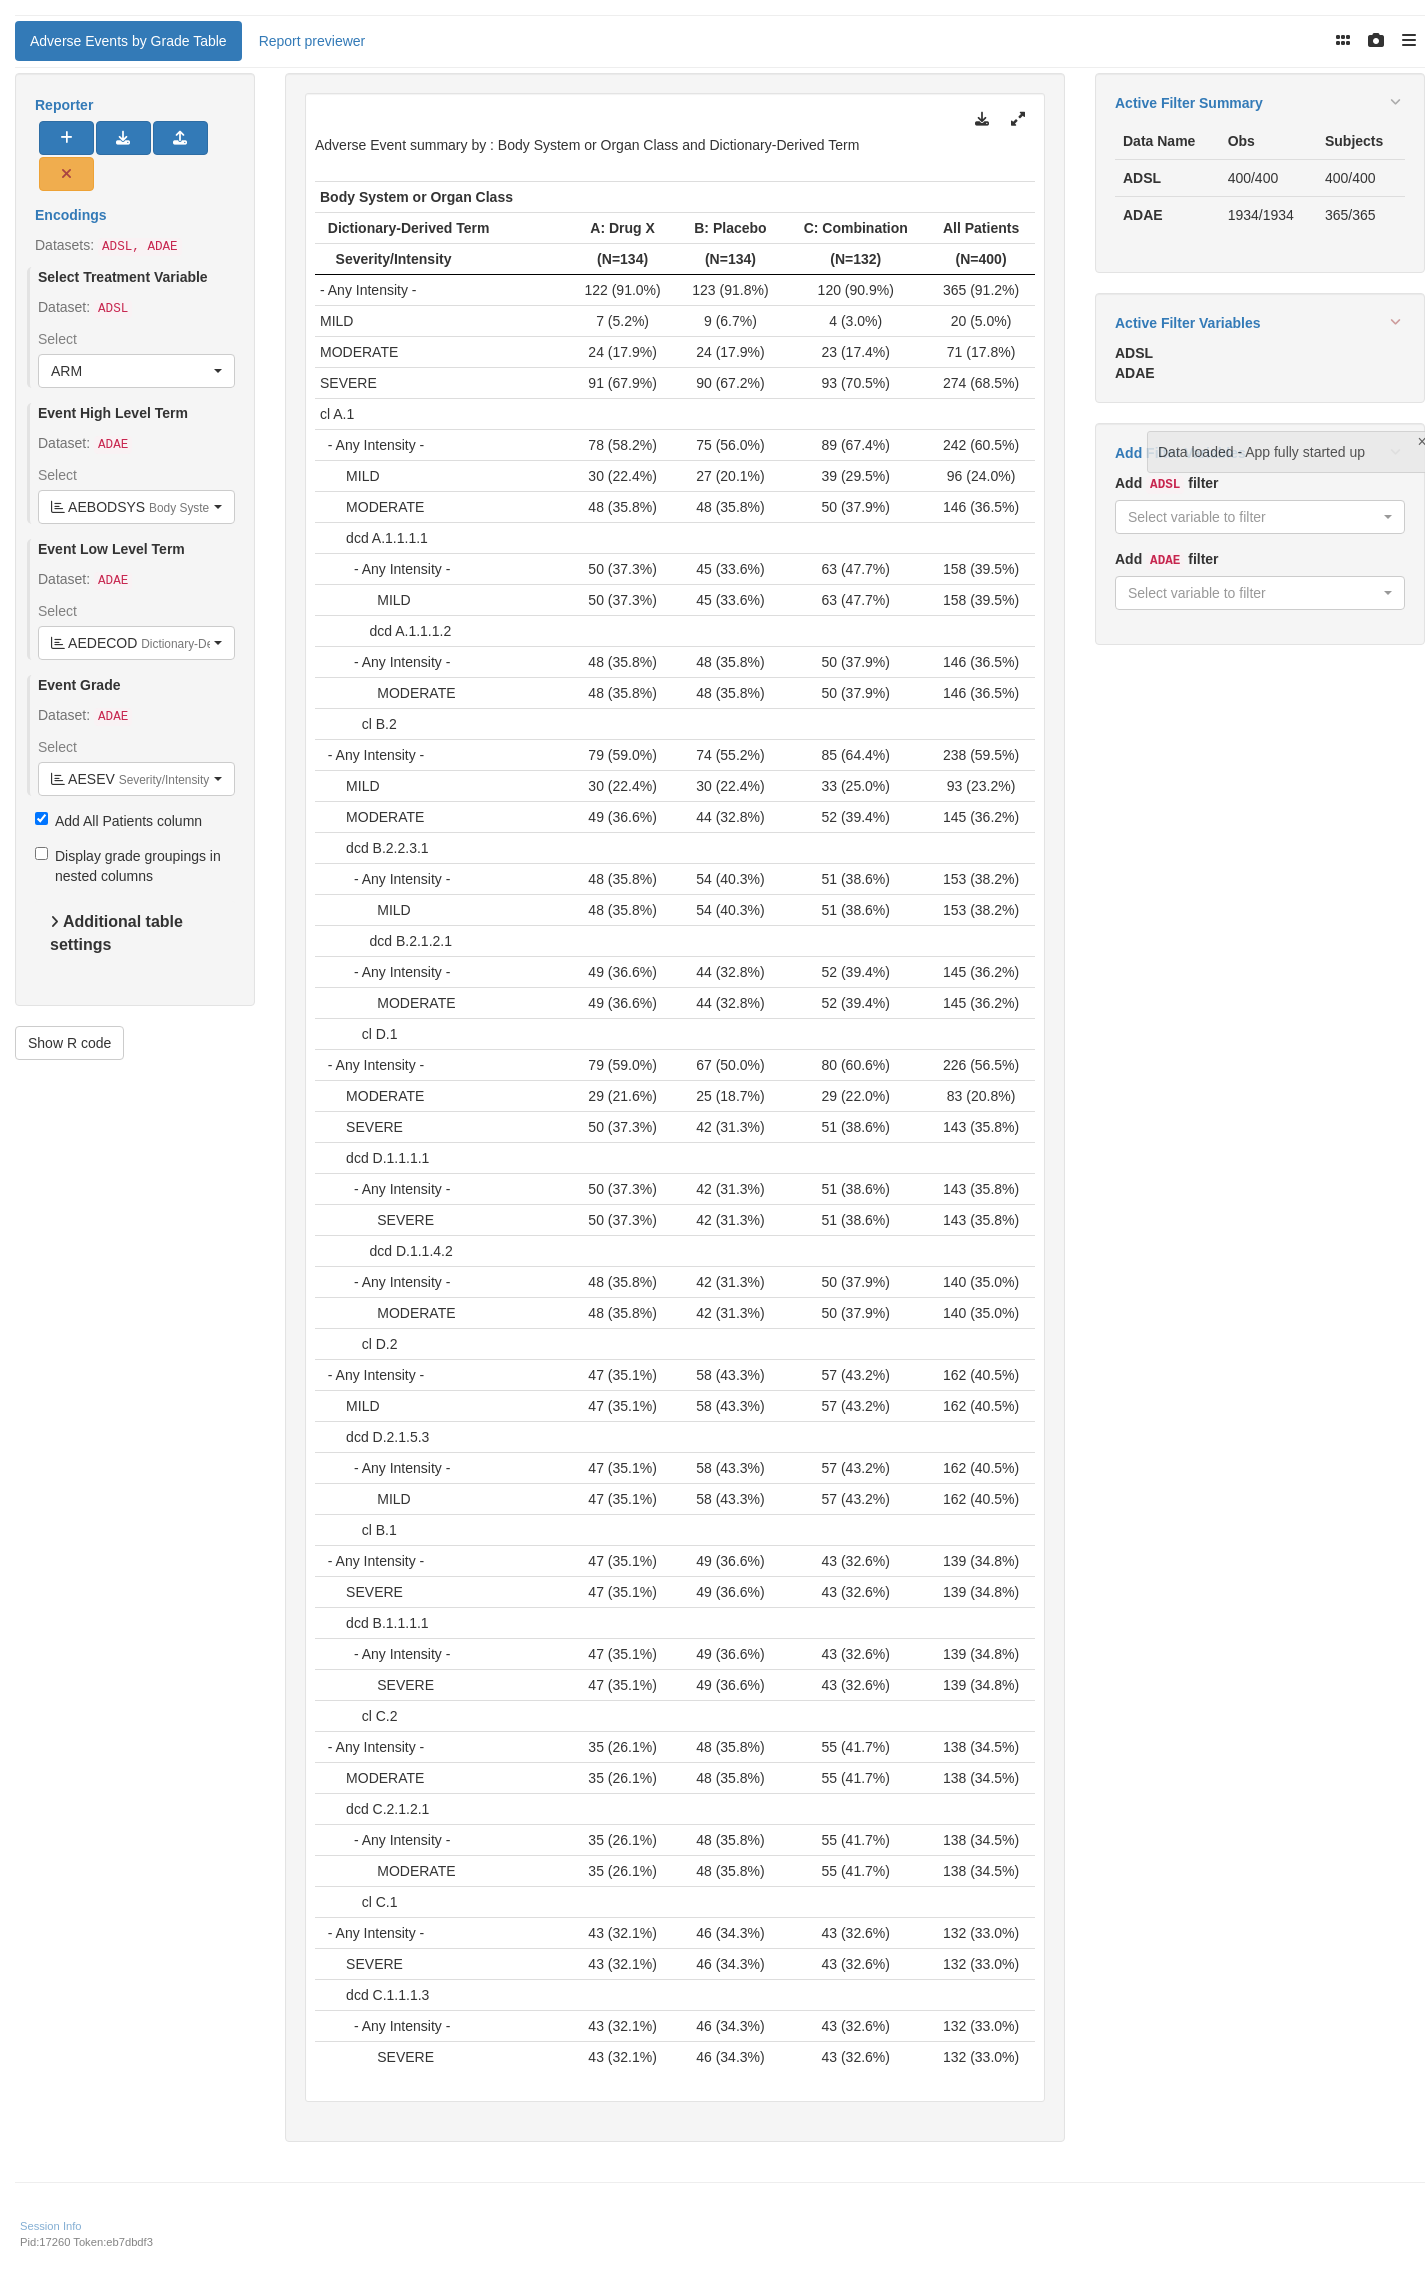 Adverse Events by Grade Table Report previewer
Reporter
Encodings
Datasets: ADSL, ADAE
Select Treatment Variable
Dataset: ADSL
Select
ARM
Event High Level Term
Dataset: ADAE
Select
AEBODSYS Body Syste
Event Low Level Term
Dataset: ADAE
Select
AEDECOD Dictionary-De
Event Grade
Dataset: ADAE
Select
AESEV Severity/Intensity
Add All Patients column
Display grade groupings in
nested columns
Additional table
settings
Show R code
Adverse Event summary by : Body System or Organ Class and Dictionary-Derived Term
Body System or Organ Class
Dictionary-Derived Term A: Drug X B: Placebo C: Combination All Patients
Severity/Intensity (N=134) (N=134) (N=132) (N=400)
- Any Intensity - 122 (91.0%) 123 (91.8%) 120 (90.9%) 365 (91.2%)
MILD 7 (5.2%) 9 (6.7%) 4 (3.0%) 20 (5.0%)
MODERATE 24 (17.9%) 24 (17.9%) 23 (17.4%) 71 (17.8%)
SEVERE 91 (67.9%) 90 (67.2%) 93 (70.5%) 274 (68.5%)
cl A.1
- Any Intensity - 78 (58.2%) 75 (56.0%) 89 (67.4%) 242 (60.5%)
MILD 30 (22.4%) 27 (20.1%) 39 (29.5%) 96 (24.0%)
MODERATE 48 (35.8%) 48 (35.8%) 50 (37.9%) 146 (36.5%)
dcd A.1.1.1.1
- Any Intensity - 50 (37.3%) 45 (33.6%) 63 (47.7%) 158 (39.5%)
MILD 50 (37.3%) 45 (33.6%) 63 (47.7%) 158 (39.5%)
dcd A.1.1.1.2
- Any Intensity - 48 (35.8%) 48 (35.8%) 50 (37.9%) 146 (36.5%)
MODERATE 48 (35.8%) 48 (35.8%) 50 (37.9%) 146 (36.5%)
cl B.2
- Any Intensity - 79 (59.0%) 74 (55.2%) 85 (64.4%) 238 (59.5%)
MILD 30 (22.4%) 30 (22.4%) 33 (25.0%) 93 (23.2%)
MODERATE 49 (36.6%) 44 (32.8%) 52 (39.4%) 145 (36.2%)
dcd B.2.2.3.1
- Any Intensity - 48 (35.8%) 54 (40.3%) 51 (38.6%) 153 (38.2%)
MILD 48 (35.8%) 54 (40.3%) 51 (38.6%) 153 (38.2%)
dcd B.2.1.2.1
- Any Intensity - 49 (36.6%) 44 (32.8%) 52 (39.4%) 145 (36.2%)
MODERATE 49 (36.6%) 44 (32.8%) 52 (39.4%) 145 (36.2%)
cl D.1
- Any Intensity - 79 (59.0%) 67 (50.0%) 80 (60.6%) 226 (56.5%)
MODERATE 29 (21.6%) 25 (18.7%) 29 (22.0%) 83 (20.8%)
SEVERE 50 (37.3%) 42 (31.3%) 51 (38.6%) 143 (35.8%)
dcd D.1.1.1.1
- Any Intensity - 50 (37.3%) 42 (31.3%) 51 (38.6%) 143 (35.8%)
SEVERE 50 (37.3%) 42 (31.3%) 51 (38.6%) 143 (35.8%)
dcd D.1.1.4.2
- Any Intensity - 48 (35.8%) 42 (31.3%) 50 (37.9%) 140 (35.0%)
MODERATE 48 (35.8%) 42 (31.3%) 50 (37.9%) 140 (35.0%)
cl D.2
- Any Intensity - 47 (35.1%) 58 (43.3%) 57 (43.2%) 162 (40.5%)
MILD 47 (35.1%) 58 (43.3%) 57 (43.2%) 162 (40.5%)
dcd D.2.1.5.3
- Any Intensity - 47 (35.1%) 58 (43.3%) 57 (43.2%) 162 (40.5%)
MILD 47 (35.1%) 58 (43.3%) 57 (43.2%) 162 (40.5%)
cl B.1
- Any Intensity - 47 (35.1%) 49 (36.6%) 43 (32.6%) 139 (34.8%)
SEVERE 47 (35.1%) 49 (36.6%) 43 (32.6%) 139 (34.8%)
dcd B.1.1.1.1
- Any Intensity - 47 (35.1%) 49 (36.6%) 43 (32.6%) 139 (34.8%)
SEVERE 47 (35.1%) 49 (36.6%) 43 (32.6%) 139 (34.8%)
cl C.2
- Any Intensity - 35 (26.1%) 48 (35.8%) 55 (41.7%) 138 (34.5%)
MODERATE 35 (26.1%) 48 (35.8%) 55 (41.7%) 138 (34.5%)
dcd C.2.1.2.1
- Any Intensity - 35 (26.1%) 48 (35.8%) 55 (41.7%) 138 (34.5%)
MODERATE 35 (26.1%) 48 (35.8%) 55 (41.7%) 138 (34.5%)
cl C.1
- Any Intensity - 43 (32.1%) 46 (34.3%) 43 (32.6%) 132 (33.0%)
SEVERE 43 (32.1%) 46 (34.3%) 43 (32.6%) 132 (33.0%)
dcd C.1.1.1.3
- Any Intensity - 43 (32.1%) 46 (34.3%) 43 (32.6%) 132 (33.0%)
SEVERE 43 (32.1%) 46 (34.3%) 43 (32.6%) 132 (33.0%)
Active Filter Summary
Data Name Obs Subjects
ADSL 400/400 400/400
ADAE 1934/1934 365/365
Active Filter Variables
ADSL
ADAE
Add
Data loaded - App fully started up
Add ADSL filter
Select variable to filter
Add ADAE filter
Select variable to filter
Session Info
Pid:17260 Token:eb7dbdf3